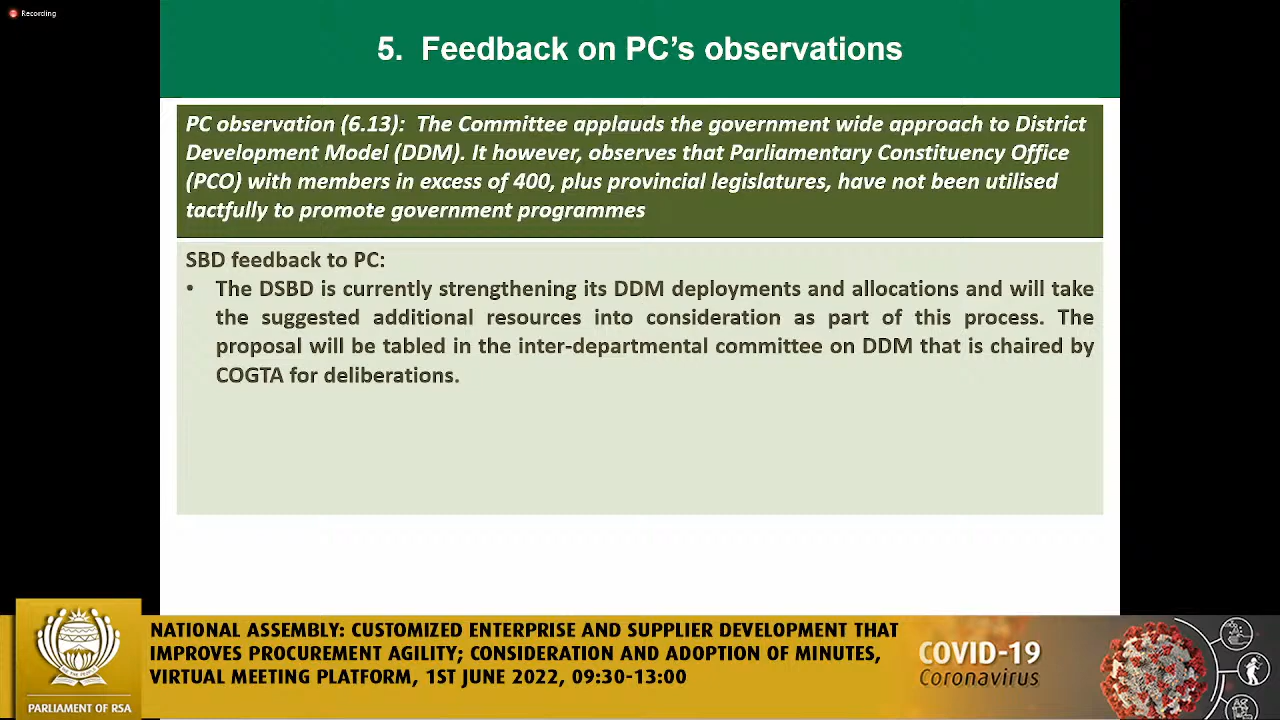 Recording
5. Feedback on PC’s observations
PC observation (6.13): The Committee applauds the government wide approach to District
Development Model (DDM). It however, observes that Parliamentary Constituency Office
(PCO) with members in excess of 400, plus provincial legislatures, have not been utilised
tactfully to promote government programmes
SBD feedback to PC:
• The DSBD is currently strengthening its DDM deployments and allocations and will take
the suggested additional resources into consideration as part of this process. The
proposal will be tabled in the inter-departmental committee on DDM that is chaired by
COGTA for deliberations.
NATIONAL ASSEMBLY: CUSTOMIZED ENTERPRISE AND SUPPLIER DEVELOPMENT THAT
IMPROVES PROCUREMENT AGILITY; CONSIDERATION AND ADOPTION OF MINUTES,
VIRTUAL MEETING PLATFORM, 1ST JUNE 2022, 09:30-13:00
PARLIAMENT OF RSA
COVID-19
Coronavirus